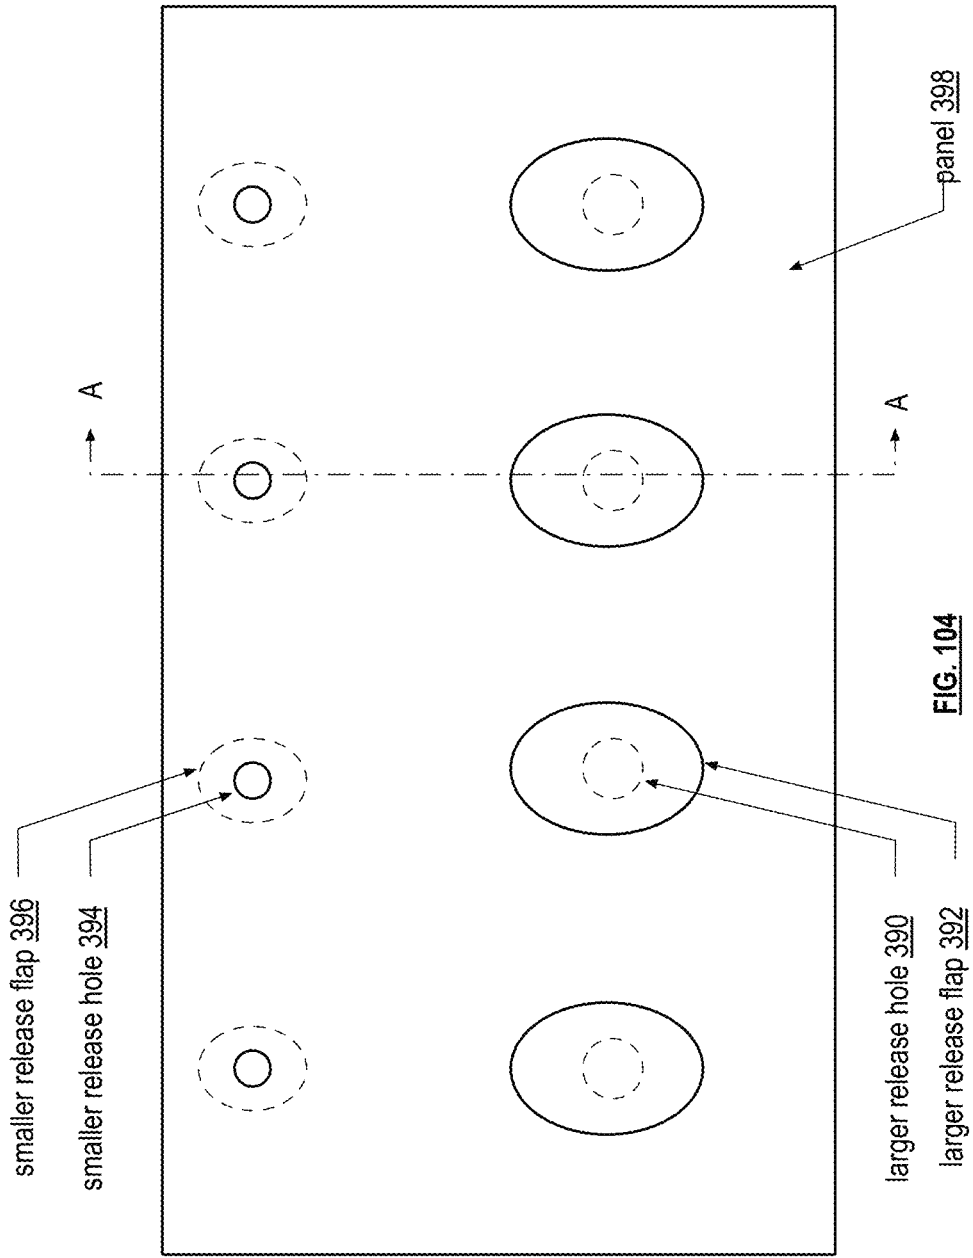 smaller release flap 396
smaller release hole 394
A
A
larger release hole 390
larger release flap 392
panel 398
FIG. 104